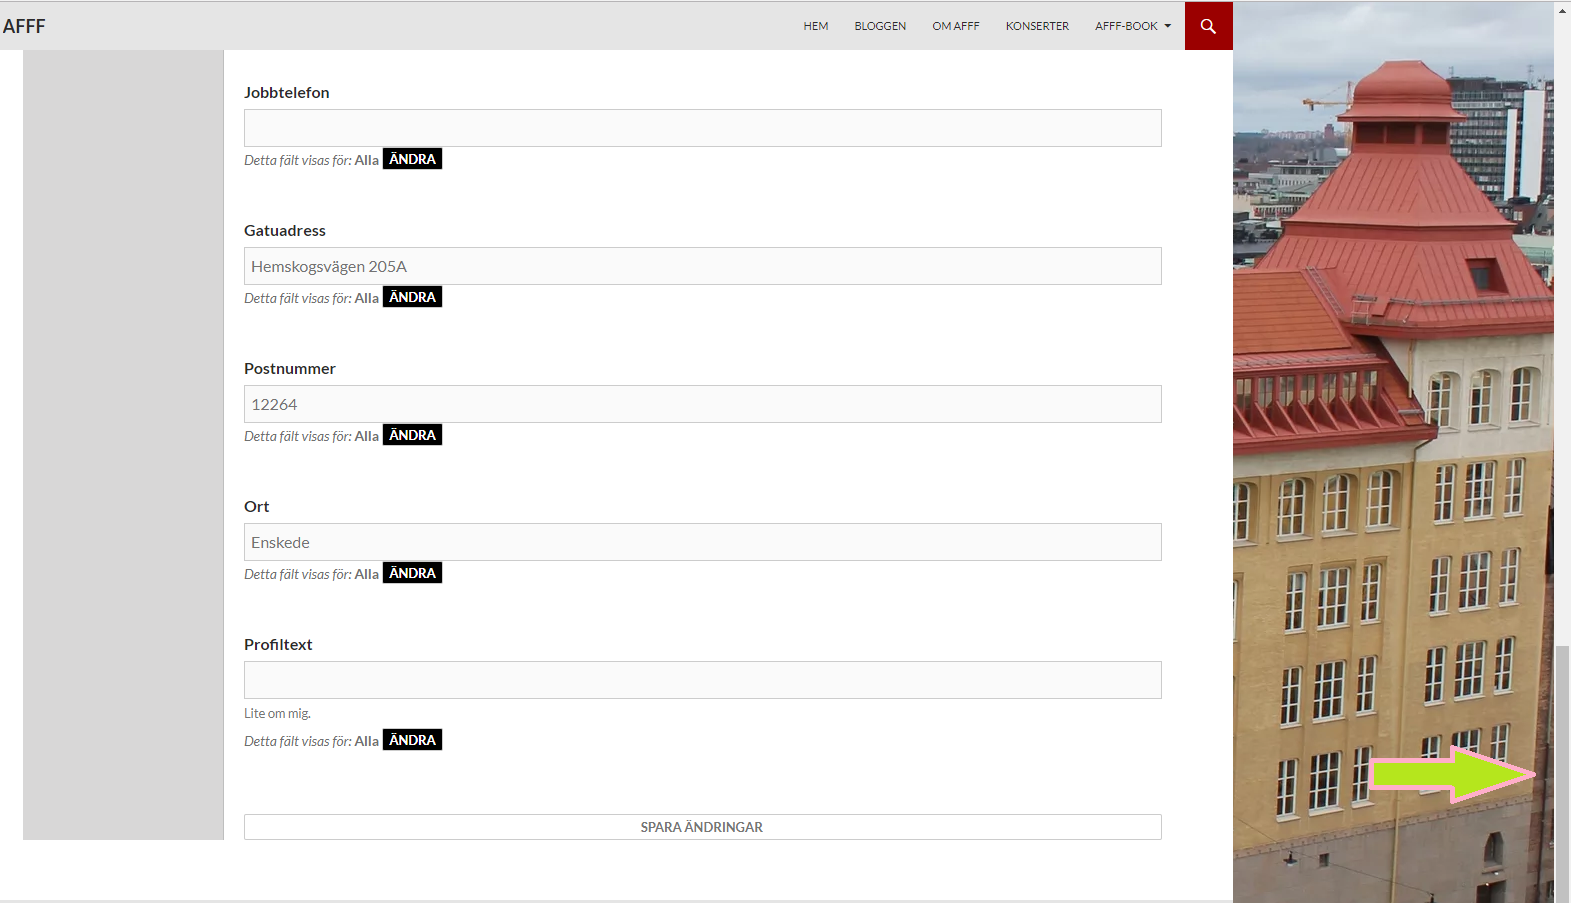 AFFF
HEM BLOGGEN OM AFFF KONSERTER AFFF-BOOK
Jobbtelefon
Detta fält visas för: Alla ÄNDRA
Gatuadress
Hemskogsvägen 205A
Detta fält visas för: Alla ÄNDRA
Postnummer
12264
Detta fält visas för: Alla ÄNDRA
Ort
Enskede
Detta fält visas för: Alla ÄNDRA
Profiltext
Lite om mig.
Detta fält visas för: Alla ÄNDRA
SPARA ÄNDRINGAR